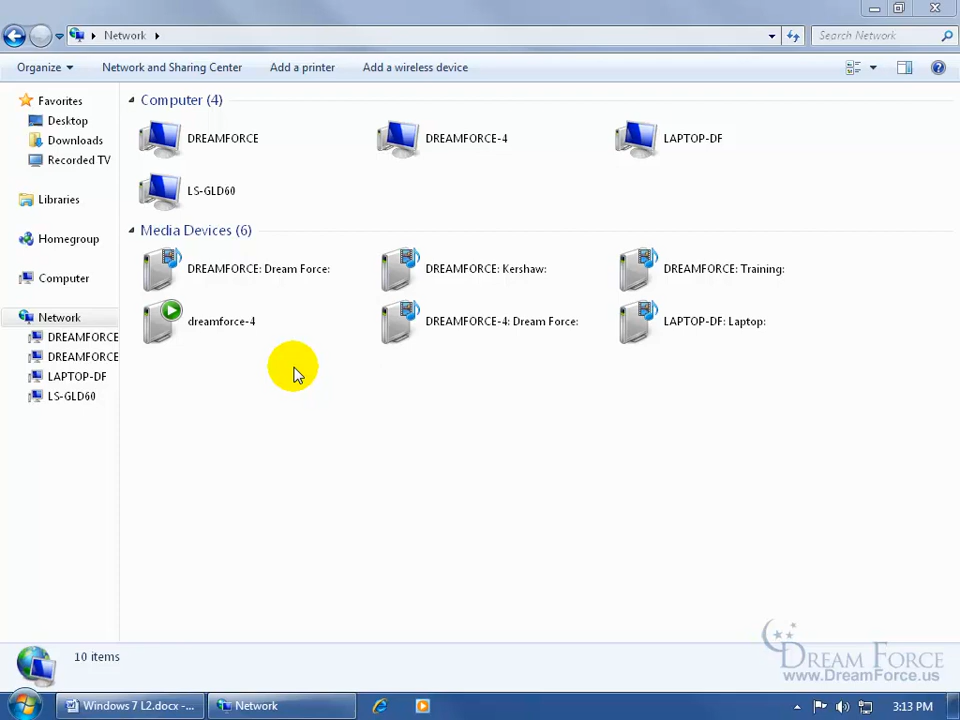 Network
Search Network
Organize
Network and Sharing Center
Add a printer
Add a wireless device
Favorites
Desktop
Downloads
Recorded TV
Libraries
Homegroup
Computer
Network
DREAMFORCE
DREAMFORCE
LAPTOP-DF
LS-GLD60
Computer (4)
DREAMFORCE
DREAMFORCE-4
LAPTOP-DF
LS-GLD60
Media Devices (6)
DREAMFORCE: Dream Force:
DREAMFORCE: Kershaw:
DREAMFORCE: Training:
dreamforce-4
DREAMFORCE-4: Dream Force:
LAPTOP-DF: Laptop:
10 items
DREAM FORCE
www.DreamForce.us
Windows 7 L2.docx -...
Network
3:13 PM